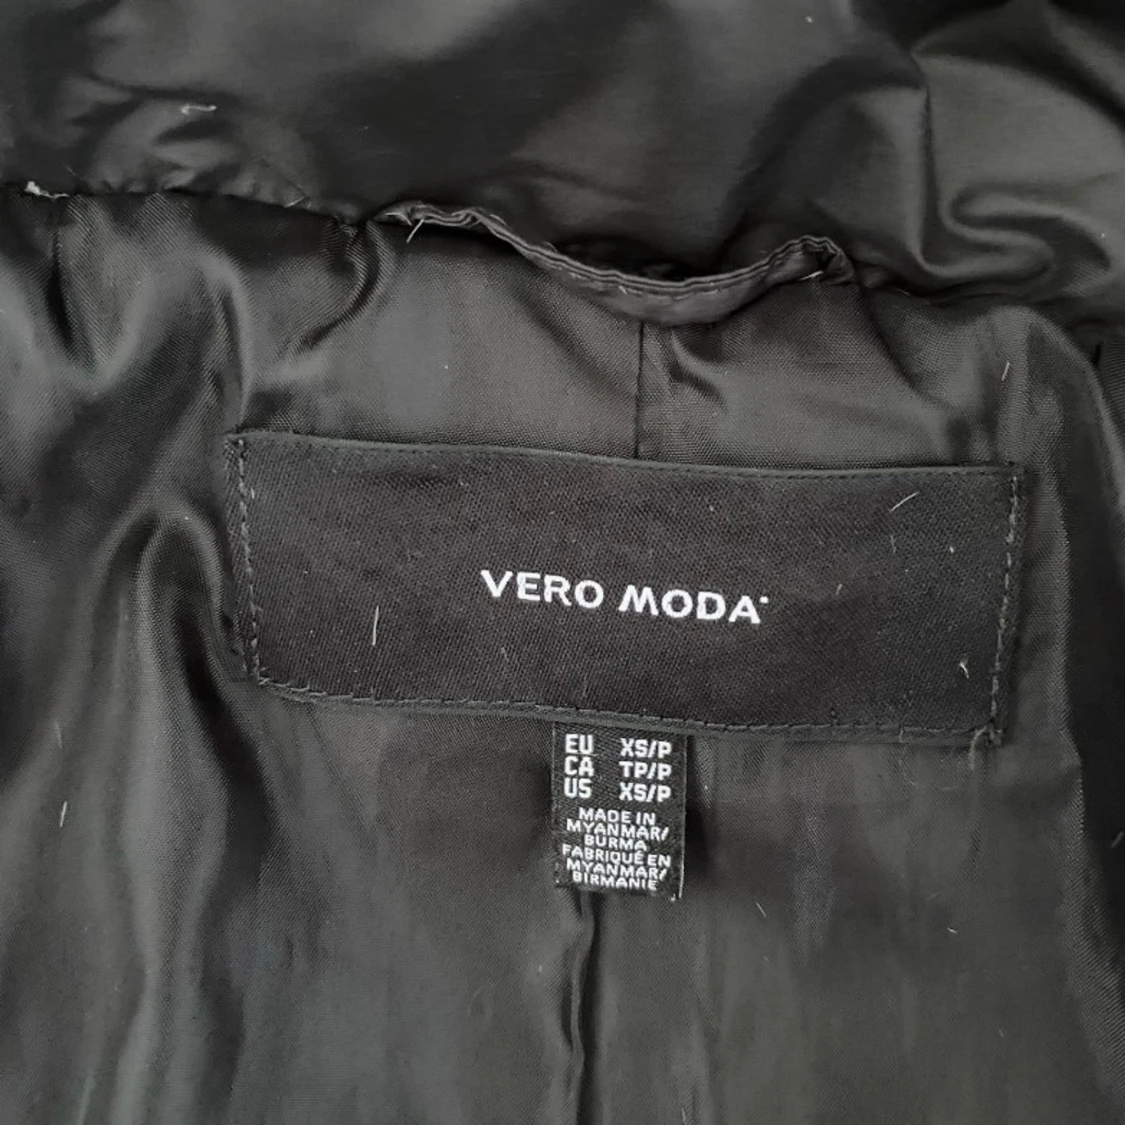 VERO MODA
EU XS/P
CA TP/P
US XS/P
MADE IN
MYANMAR/
BURMA
FABRIQUÉ EN
MYANMAR/
BIRMANIE